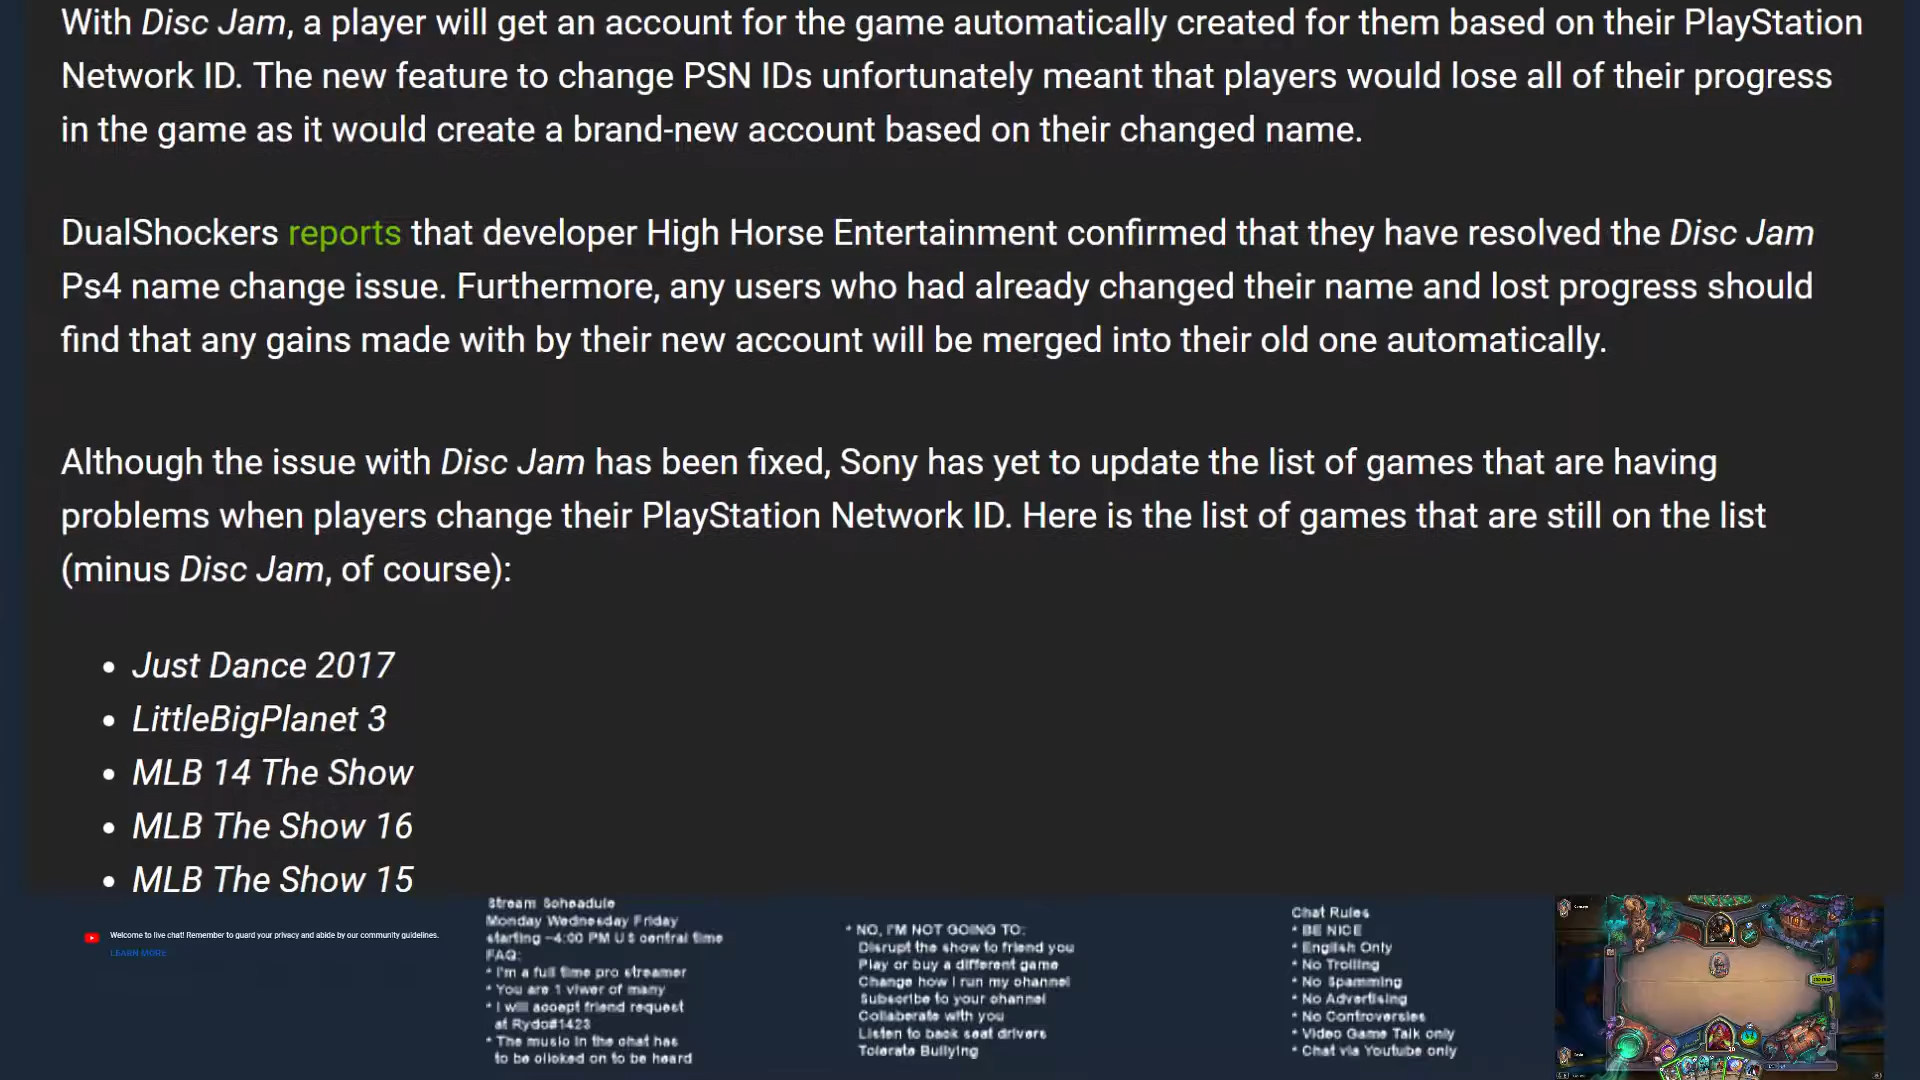 With Disc Jam, a player will get an account for the game automatically created for them based on their PlayStation
Network ID. The new feature to change PSN IDs unfortunately meant that players would lose all of their progress
in the game as it would create a brand-new account based on their changed name.
DualShockers reports that developer High Horse Entertainment confirmed that they have resolved the Disc Jam
Ps4 name change issue. Furthermore, any users who had already changed their name and lost progress should
find that any gains made with by their new account will be merged into their old one automatically.
Although the issue with Disc Jam has been fixed, Sony has yet to update the list of games that are having
problems when players change their PlayStation Network ID. Here is the list of games that are still on the list
(minus Disc Jam, of course):
• Just Dance 2017
• LittleBigPlanet 3
• MLB 14 The Show
• MLB The Show 16
• MLB The Show 15
Welcome to live chat! Remember to guard your privacy and abide by our community guidelines.
LEARN MORE
Stream Scheadule
Monday Wednesday Friday
starting ~4:00 PM US central time
FAQ:
* I'm a full time pro streamer
* You are 1 viwer of many
* I will accept friend request
at Rydo#1423
* The music in the chat has
to be clicked on to be heard
* NO, I'M NOT GOING TO:
Disrupt the show to friend you
Play or buy a different game
Change how I run my channel
Subscribe to your channel
Collaberate with you
Listen to back seat drivers
Tolerate Bullying
Chat Rules
* BE NICE
* English Only
* No Trolling
* No Spamming
* No Advertising
* No Controversies
* Video Game Talk only
* Chat via Youtube only